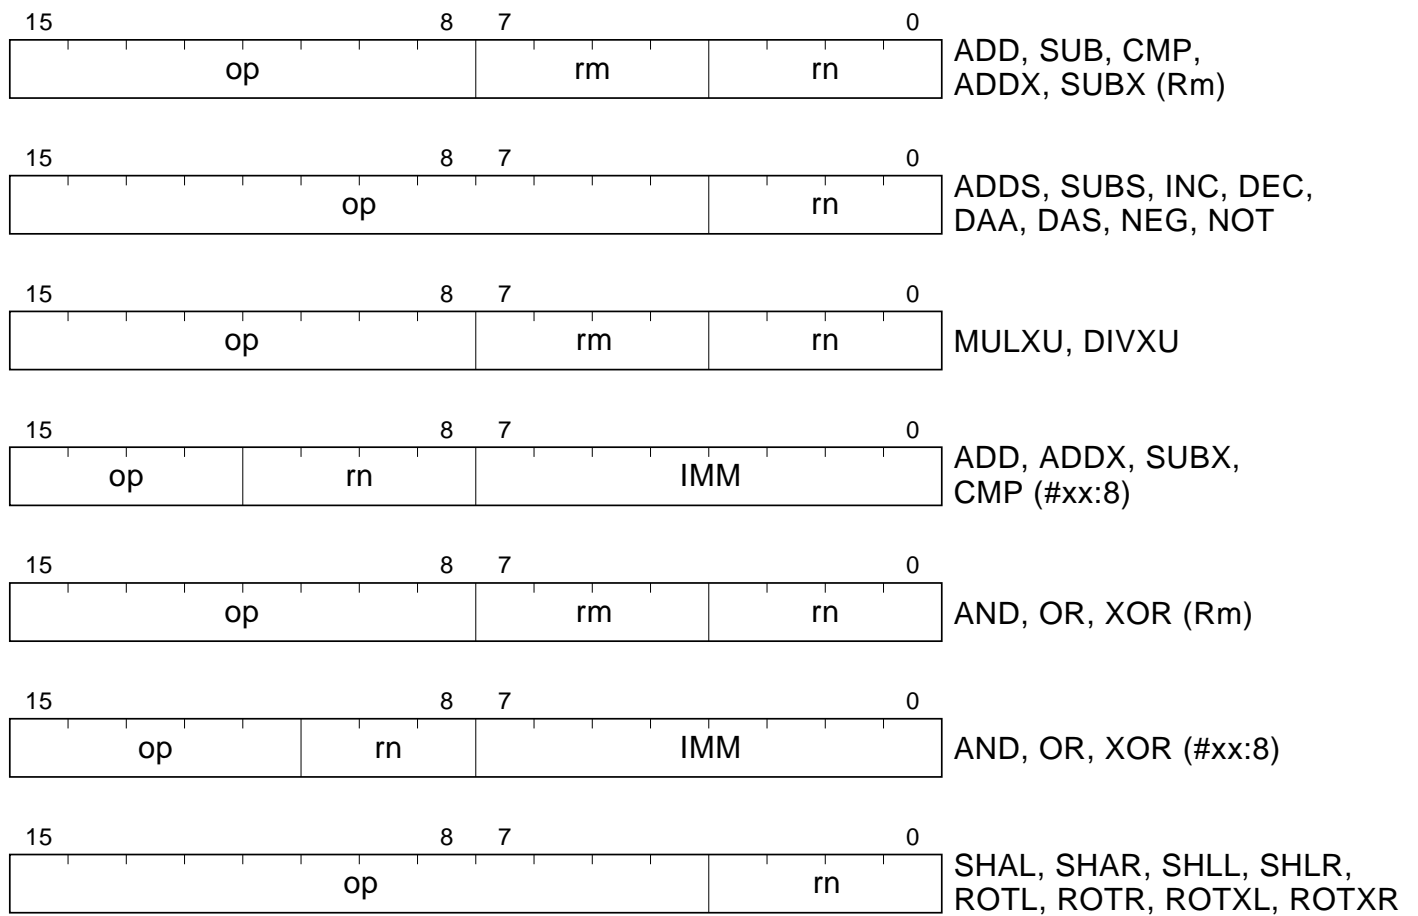 15 8 7 0
op rm rn ADD, SUB, CMP,
ADDX, SUBX (Rm)
15 8 7 0
op rn ADDS, SUBS, INC, DEC,
DAA, DAS, NEG, NOT
15 8 7 0
op rm rn MULXU, DIVXU
15 8 7 0
op rn IMM ADD, ADDX, SUBX,
CMP (#xx:8)
15 8 7 0
op rm rn AND, OR, XOR (Rm)
15 8 7 0
op rn IMM AND, OR, XOR (#xx:8)
15 8 7 0
op rn SHAL, SHAR, SHLL, SHLR,
ROTL, ROTR, ROTXL, ROTXR